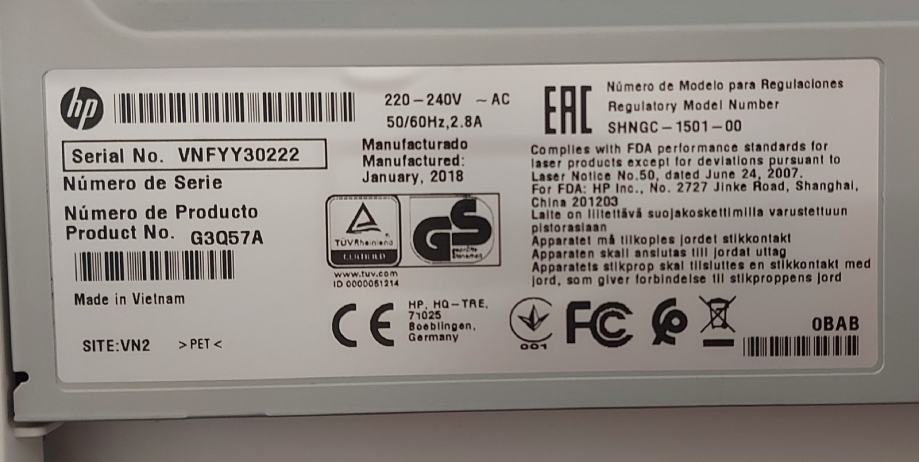 hp
220-240V ~ AC
50/60Hz,2.8A
Serial No. VNFYY30222
Número de Serie
Número de Producto
Product No. G3Q57A
Made in Vietnam
SITE:VN2 >PET<
Manufacturado
Manufactured:
January, 2018
TÜVRheinland
CERTIFIED
GS
geprüfte
Sicherheit
www.tuv.com
ID 0000051214
CE
HP, HQ-TRE,
71025
Boeblingen,
Germany
EAC
Número de Modelo para Regulaciones
Regulatory Model Number
SHNGC-1501-00
Complies with FDA performance standards for
laser products except for deviations pursuant to
Laser Notice No.50, dated June 24, 2007.
For FDA: HP Inc., No. 2727 Jinke Road, Shanghai,
China 201203
Laite on liitettävä suojakoskettimilla varustettuun
pistorasiaan
Apparatet må tilkoples jordet stikkontakt
Apparaten skall anslutas till jordat uttag
Apparatets stikprop skal tilsluttes en stikkontakt med
jord, som giver forbindelse til stikproppens jord
001
FC
0BAB